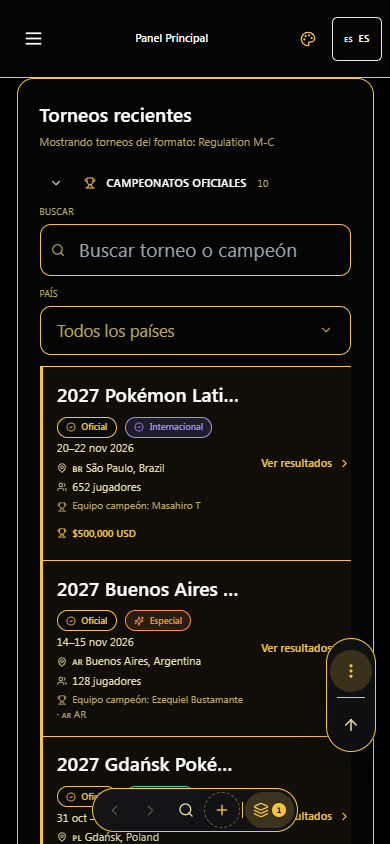 Panel Principal
ES ES
Torneos recientes
Mostrando torneos del formato: Regulation M-C
CAMPEONATOS OFICIALES 10
BUSCAR
Buscar torneo o campeón
PAÍS
Todos los países
2027 Pokémon Lati...
Oficial Internacional
20–22 nov 2026
BR São Paulo, Brazil
Ver resultados
652 jugadores
Equipo campeón: Masahiro T
$500,000 USD
2027 Buenos Aires ...
Oficial Especial
14–15 nov 2026
Ver resultados
AR Buenos Aires, Argentina
128 jugadores
Equipo campeón: Ezequiel Bustamante
· AR AR
2027 Gdańsk Poké...
31 oct –
1
PL Gdańsk, Poland